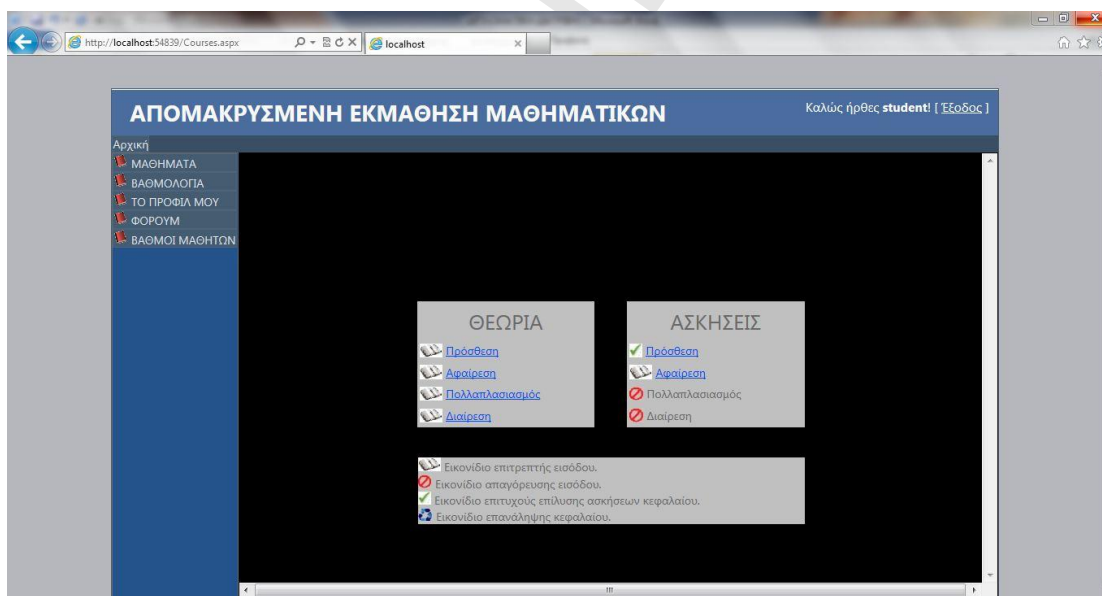 http://localhost:54839/Courses.aspx
localhost
ΑΠΟΜΑΚΡΥΣΜΕΝΗ ΕΚΜΑΘΗΣΗ ΜΑΘΗΜΑΤΙΚΩΝ
Καλώς ήρθες student! [ Έξοδος ]
Αρχική
ΜΑΘΗΜΑΤΑ
ΒΑΘΜΟΛΟΓΙΑ
ΤΟ ΠΡΟΦΙΛ ΜΟΥ
ΦΟΡΟΥΜ
ΒΑΘΜΟΙ ΜΑΘΗΤΩΝ
ΘΕΩΡΙΑ
Πρόσθεση
Αφαίρεση
Πολλαπλασιασμός
Διαίρεση
ΑΣΚΗΣΕΙΣ
Πρόσθεση
Αφαίρεση
Πολλαπλασιασμός
Διαίρεση
Εικονίδιο επιτρεπτής εισόδου.
Εικονίδιο απαγόρευσης εισόδου.
Εικονίδιο επιτυχούς επίλυσης ασκήσεων κεφαλαίου.
Εικονίδιο επανάληψης κεφαλαίου.